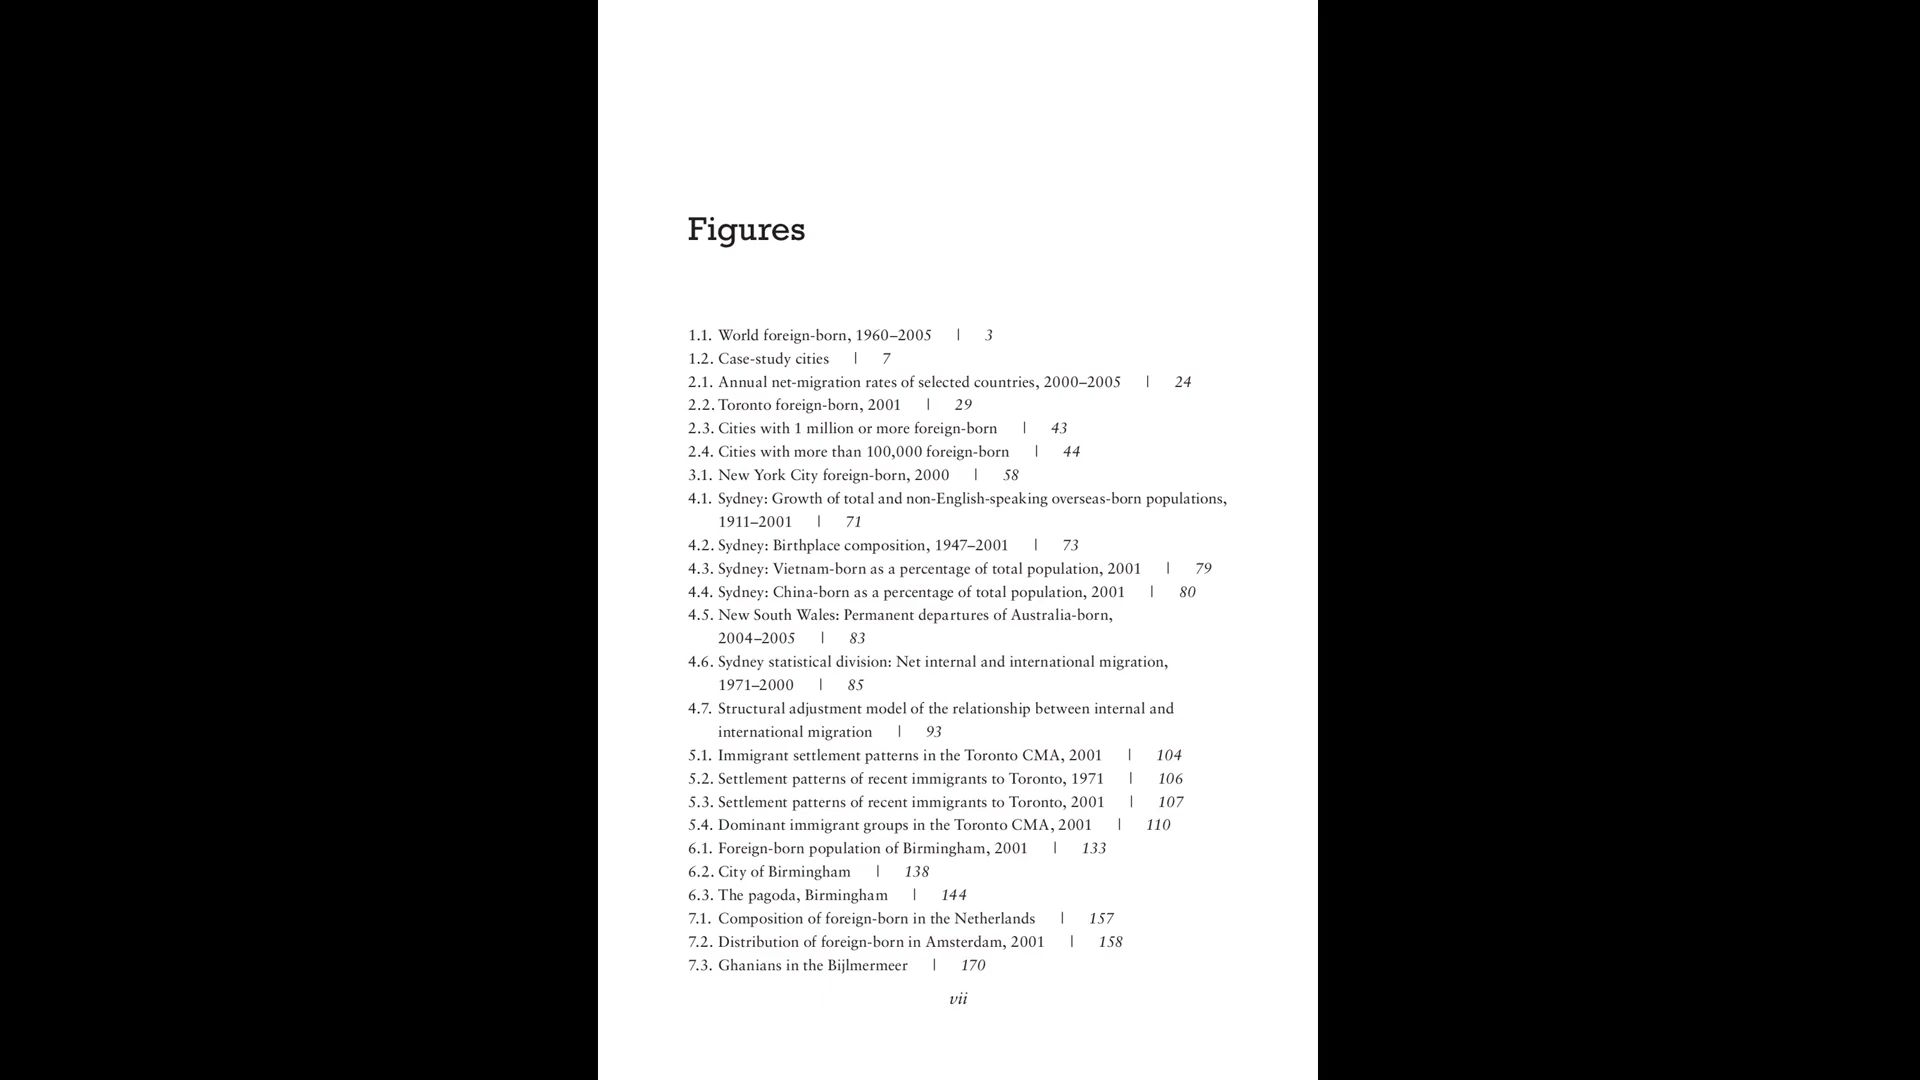 Figures
1.1. World foreign-born, 1960–2005 | 3
1.2. Case-study cities | 7
2.1. Annual net-migration rates of selected countries, 2000–2005 | 24
2.2. Toronto foreign-born, 2001 | 29
2.3. Cities with 1 million or more foreign-born | 43
2.4. Cities with more than 100,000 foreign-born | 44
3.1. New York City foreign-born, 2000 | 58
4.1. Sydney: Growth of total and non-English-speaking overseas-born populations,
1911–2001 | 71
4.2. Sydney: Birthplace composition, 1947–2001 | 73
4.3. Sydney: Vietnam-born as a percentage of total population, 2001 | 79
4.4. Sydney: China-born as a percentage of total population, 2001 | 80
4.5. New South Wales: Permanent departures of Australia-born,
2004–2005 | 83
4.6. Sydney statistical division: Net internal and international migration,
1971–2000 | 85
4.7. Structural adjustment model of the relationship between internal and
international migration | 93
5.1. Immigrant settlement patterns in the Toronto CMA, 2001 | 104
5.2. Settlement patterns of recent immigrants to Toronto, 1971 | 106
5.3. Settlement patterns of recent immigrants to Toronto, 2001 | 107
5.4. Dominant immigrant groups in the Toronto CMA, 2001 | 110
6.1. Foreign-born population of Birmingham, 2001 | 133
6.2. City of Birmingham | 138
6.3. The pagoda, Birmingham | 144
7.1. Composition of foreign-born in the Netherlands | 157
7.2. Distribution of foreign-born in Amsterdam, 2001 | 158
7.3. Ghanians in the Bijlmermeer | 170
vii